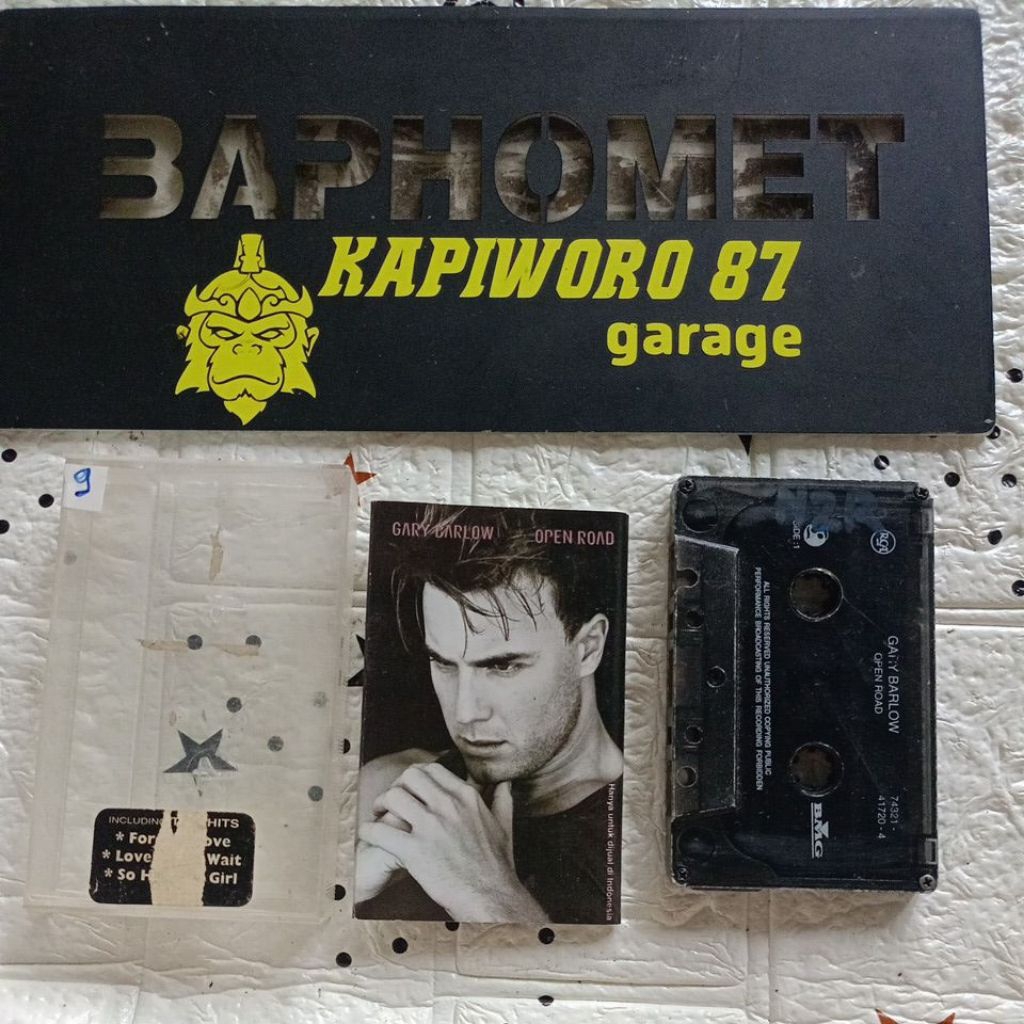 BAPHOMET
KAPIWORO 87
garage
9
INCLUDING HITS
* For ove
* Love Wait
* So H Girl
GARY BARLOW OPEN ROAD
Hanya untuk dijual di Indonesia
SIDE :1
RCA
ALL RIGHTS RESERVED UNAUTHORIZED COPYING PUBLIC
PERFORMANCE BROADCASTING OF THIS RECORDING FORBIDDEN
GARY BARLOW
OPEN ROAD
74321 -
41720 - 4
BMG